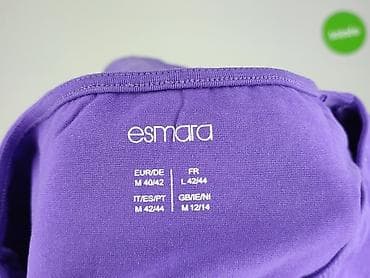 esmara
EUR/DE
M 40/42
FR
L 42/44
IT/ES/PT
M 42/44
GB/IE/NI
M 12/14